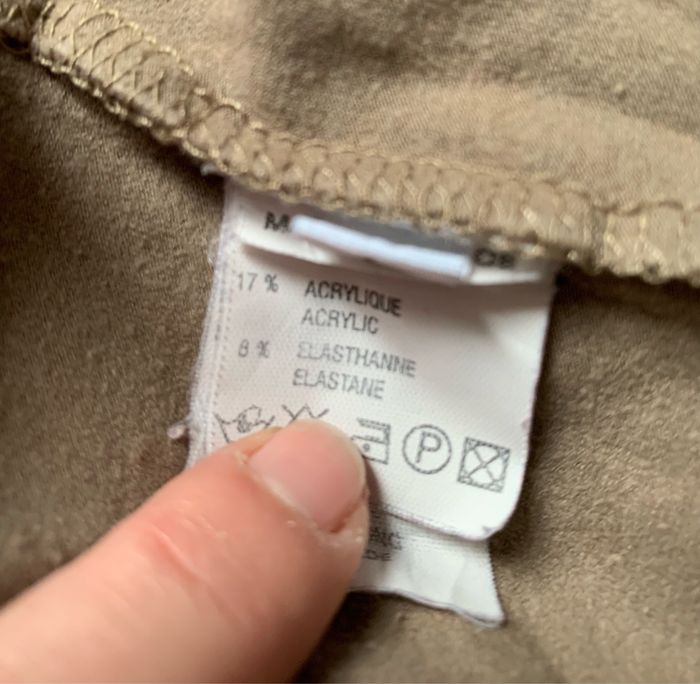 17 % ACRYLIQUE
ACRYLIC
8 % ELASTHANNE
ELASTANE
P